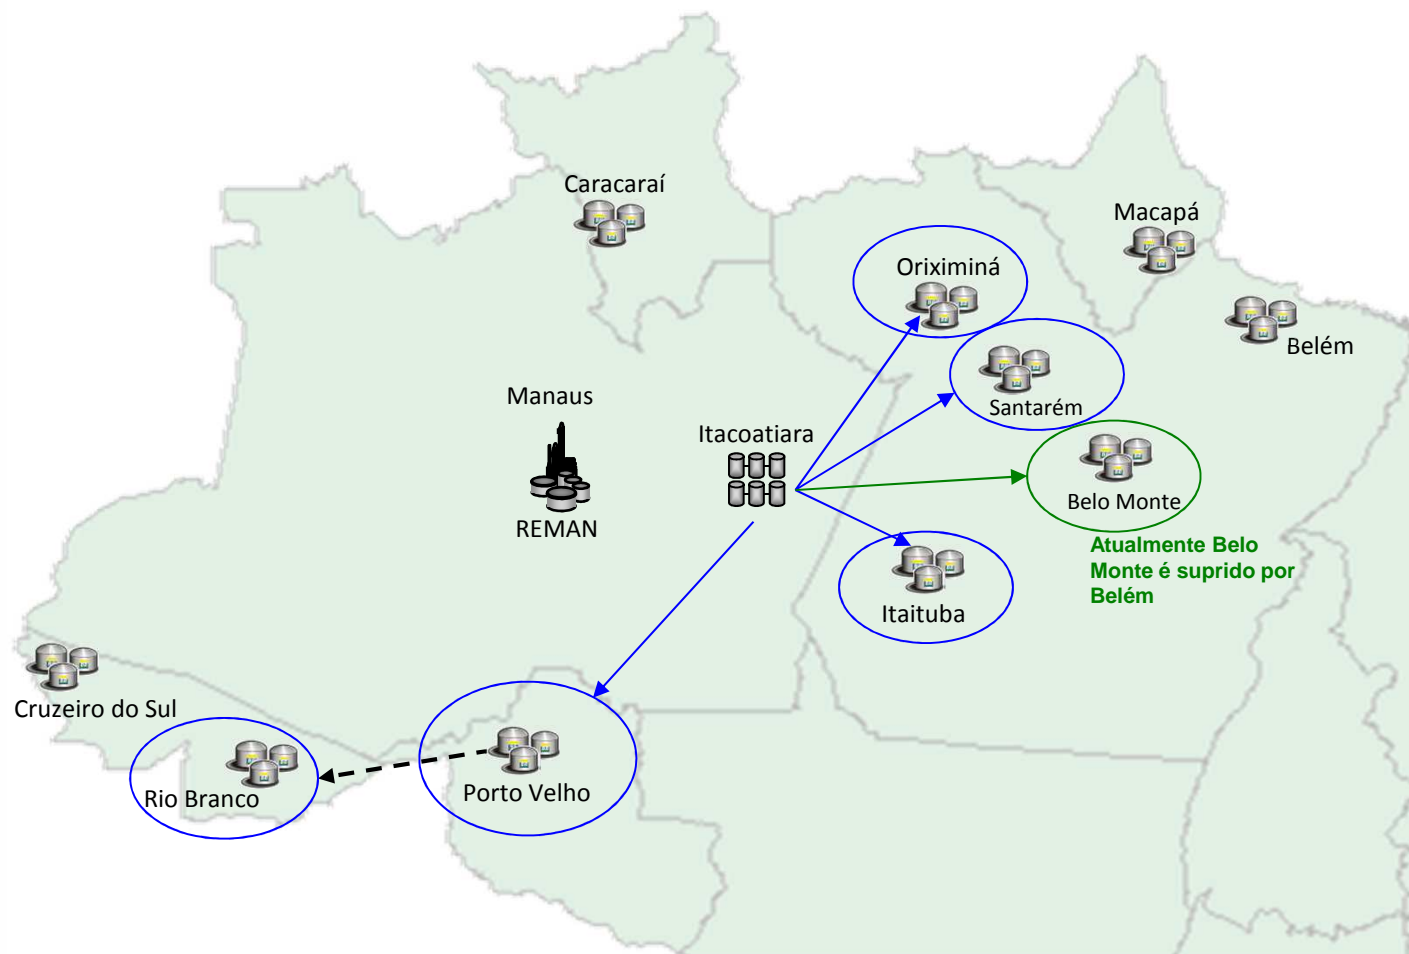 Caracaraí
Macapá
Oriximiná
Belém
Manaus
Santarém
Itacoatiara
Belo Monte
REMAN
Atualmente Belo
Monte é suprido por
Belém
Itaituba
Cruzeiro do Sul
Rio Branco
Porto Velho